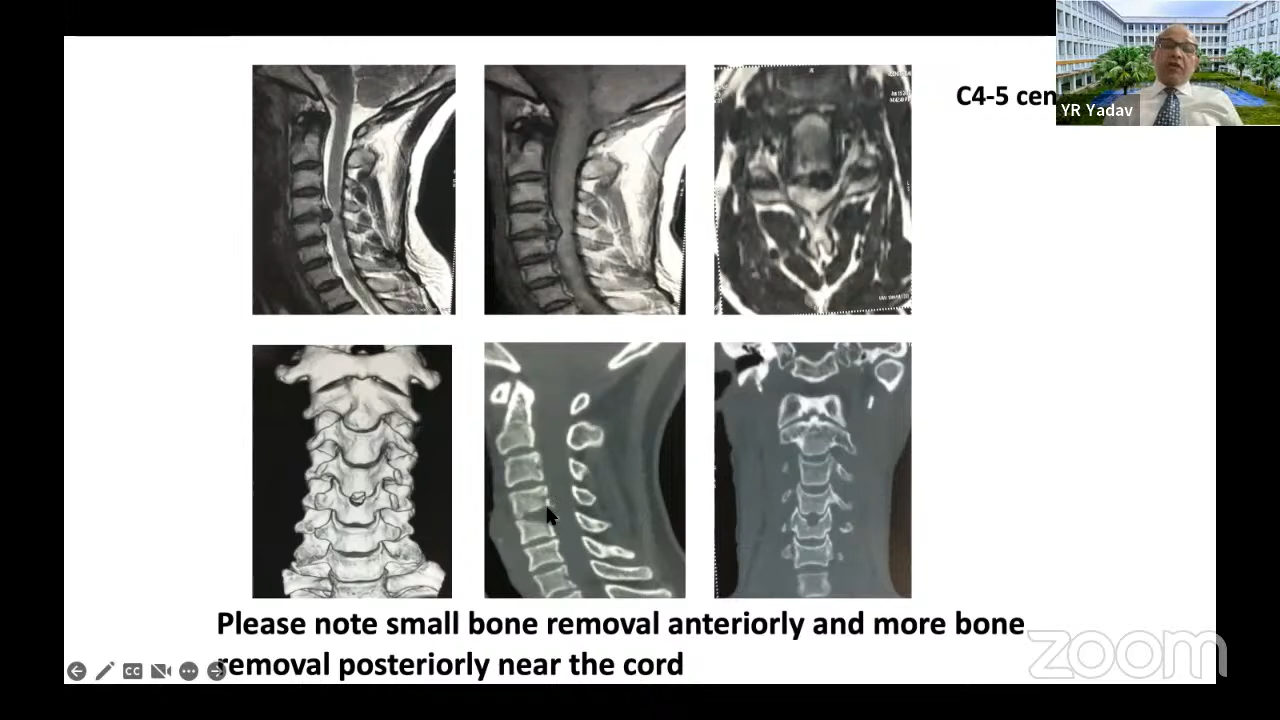 C4-5 cen
YR Yadav
Please note small bone removal anteriorly and more bone
removal posteriorly near the cord
CC
zoom